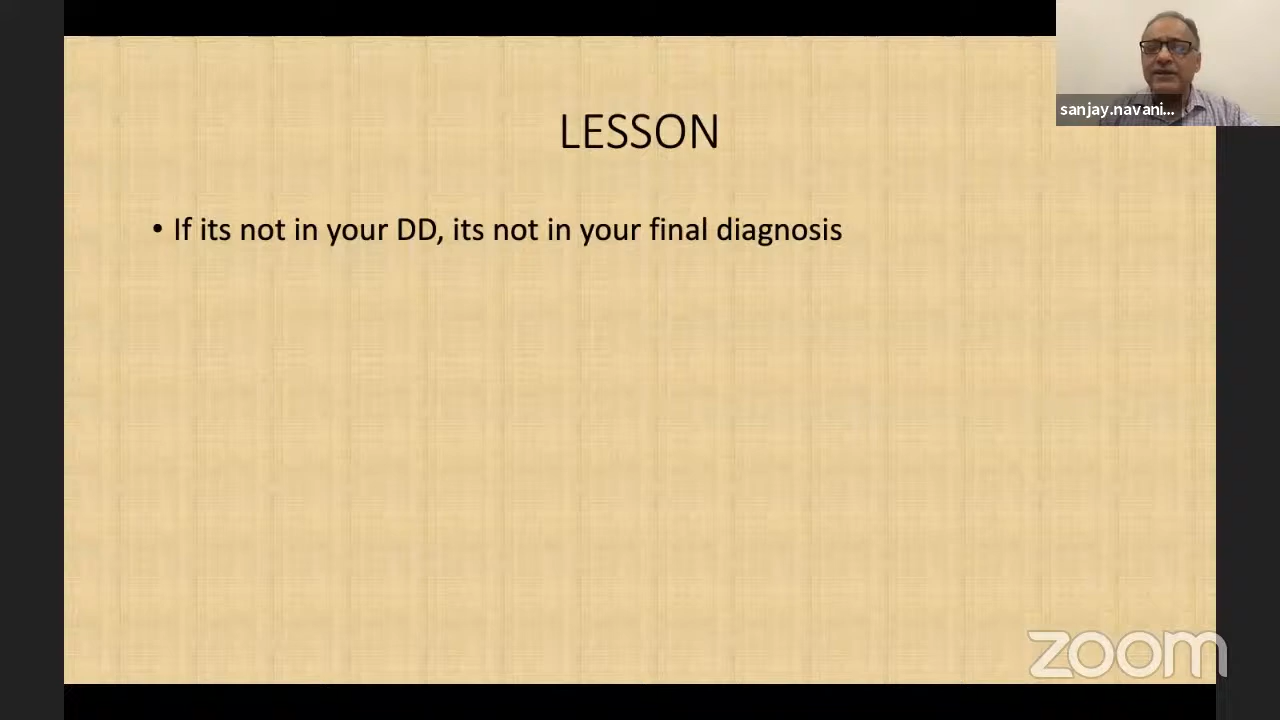 sanjay.navani...
LESSON
• If its not in your DD, its not in your final diagnosis
zoom